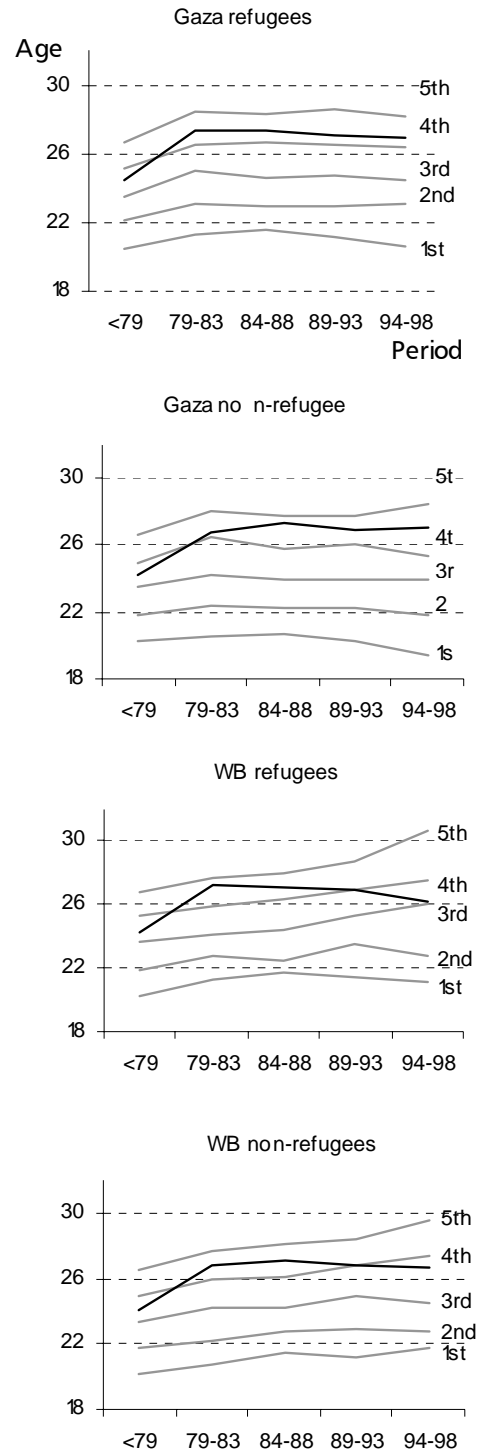 Gaza refugees
Age
30
5th
4th
26
3rd
2nd
22
1st
18
<79 79-83 84-88 89-93 94-98
Period
Gaza no n-refugee
30
5t
4t
26
3r
22
2
1s
18
<79 79-83 84-88 89-93 94-98
WB refugees
30
5th
4th
26
3rd
2nd
22
1st
18
<79 79-83 84-88 89-93 94-98
WB non-refugees
30
5th
4th
26
3rd
2nd
22
1st
18
<79 79-83 84-88 89-93 94-98